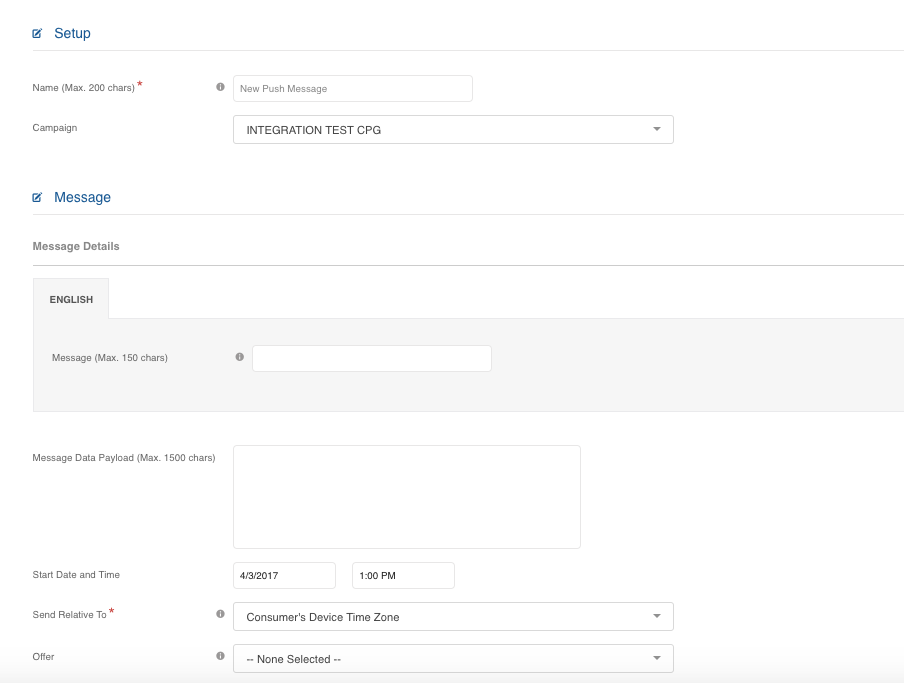 Setup
Name (Max. 200 chars) *
New Push Message
Campaign
INTEGRATION TEST CPG
Message
Message Details
ENGLISH
Message (Max. 150 chars)
Message Data Payload (Max. 1500 chars)
Start Date and Time
4/3/2017
1:00 PM
Send Relative To *
Consumer's Device Time Zone
Offer
-- None Selected --